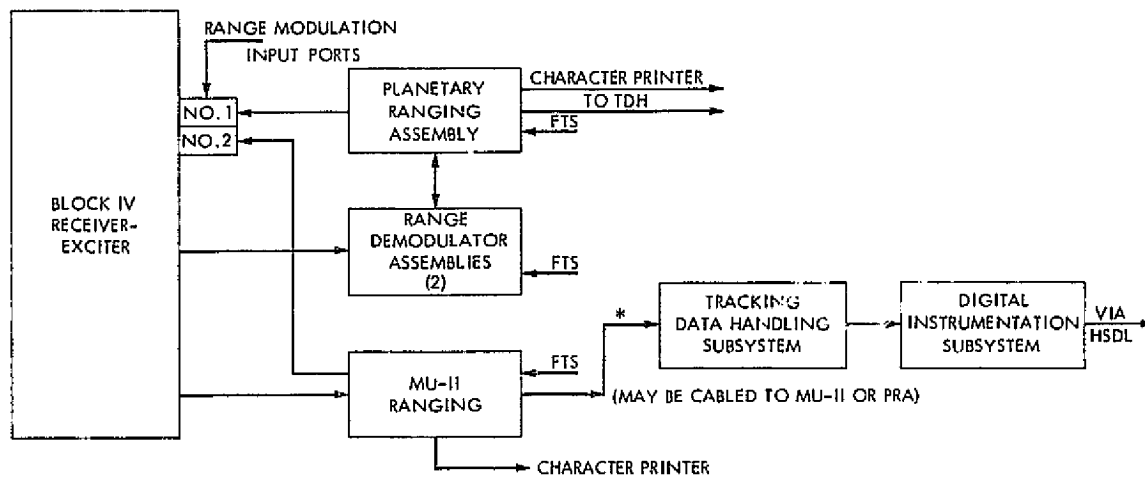 RANGE MODULATION
INPUT PORTS
NO.1
NO.2
BLOCK IV
RECEIVER-
EXCITER
PLANETARY
RANGING
ASSEMBLY
CHARACTER PRINTER
TO TDH
FTS
RANGE
DEMODULATOR
ASSEMBLIES
(2)
FTS
MU-II
RANGING
FTS
*
(MAY BE CABLED TO MU-II OR PRA)
CHARACTER PRINTER
TRACKING
DATA HANDLING
SUBSYSTEM
DIGITAL
INSTRUMENTATION
SUBSYSTEM
VIA
HSDL